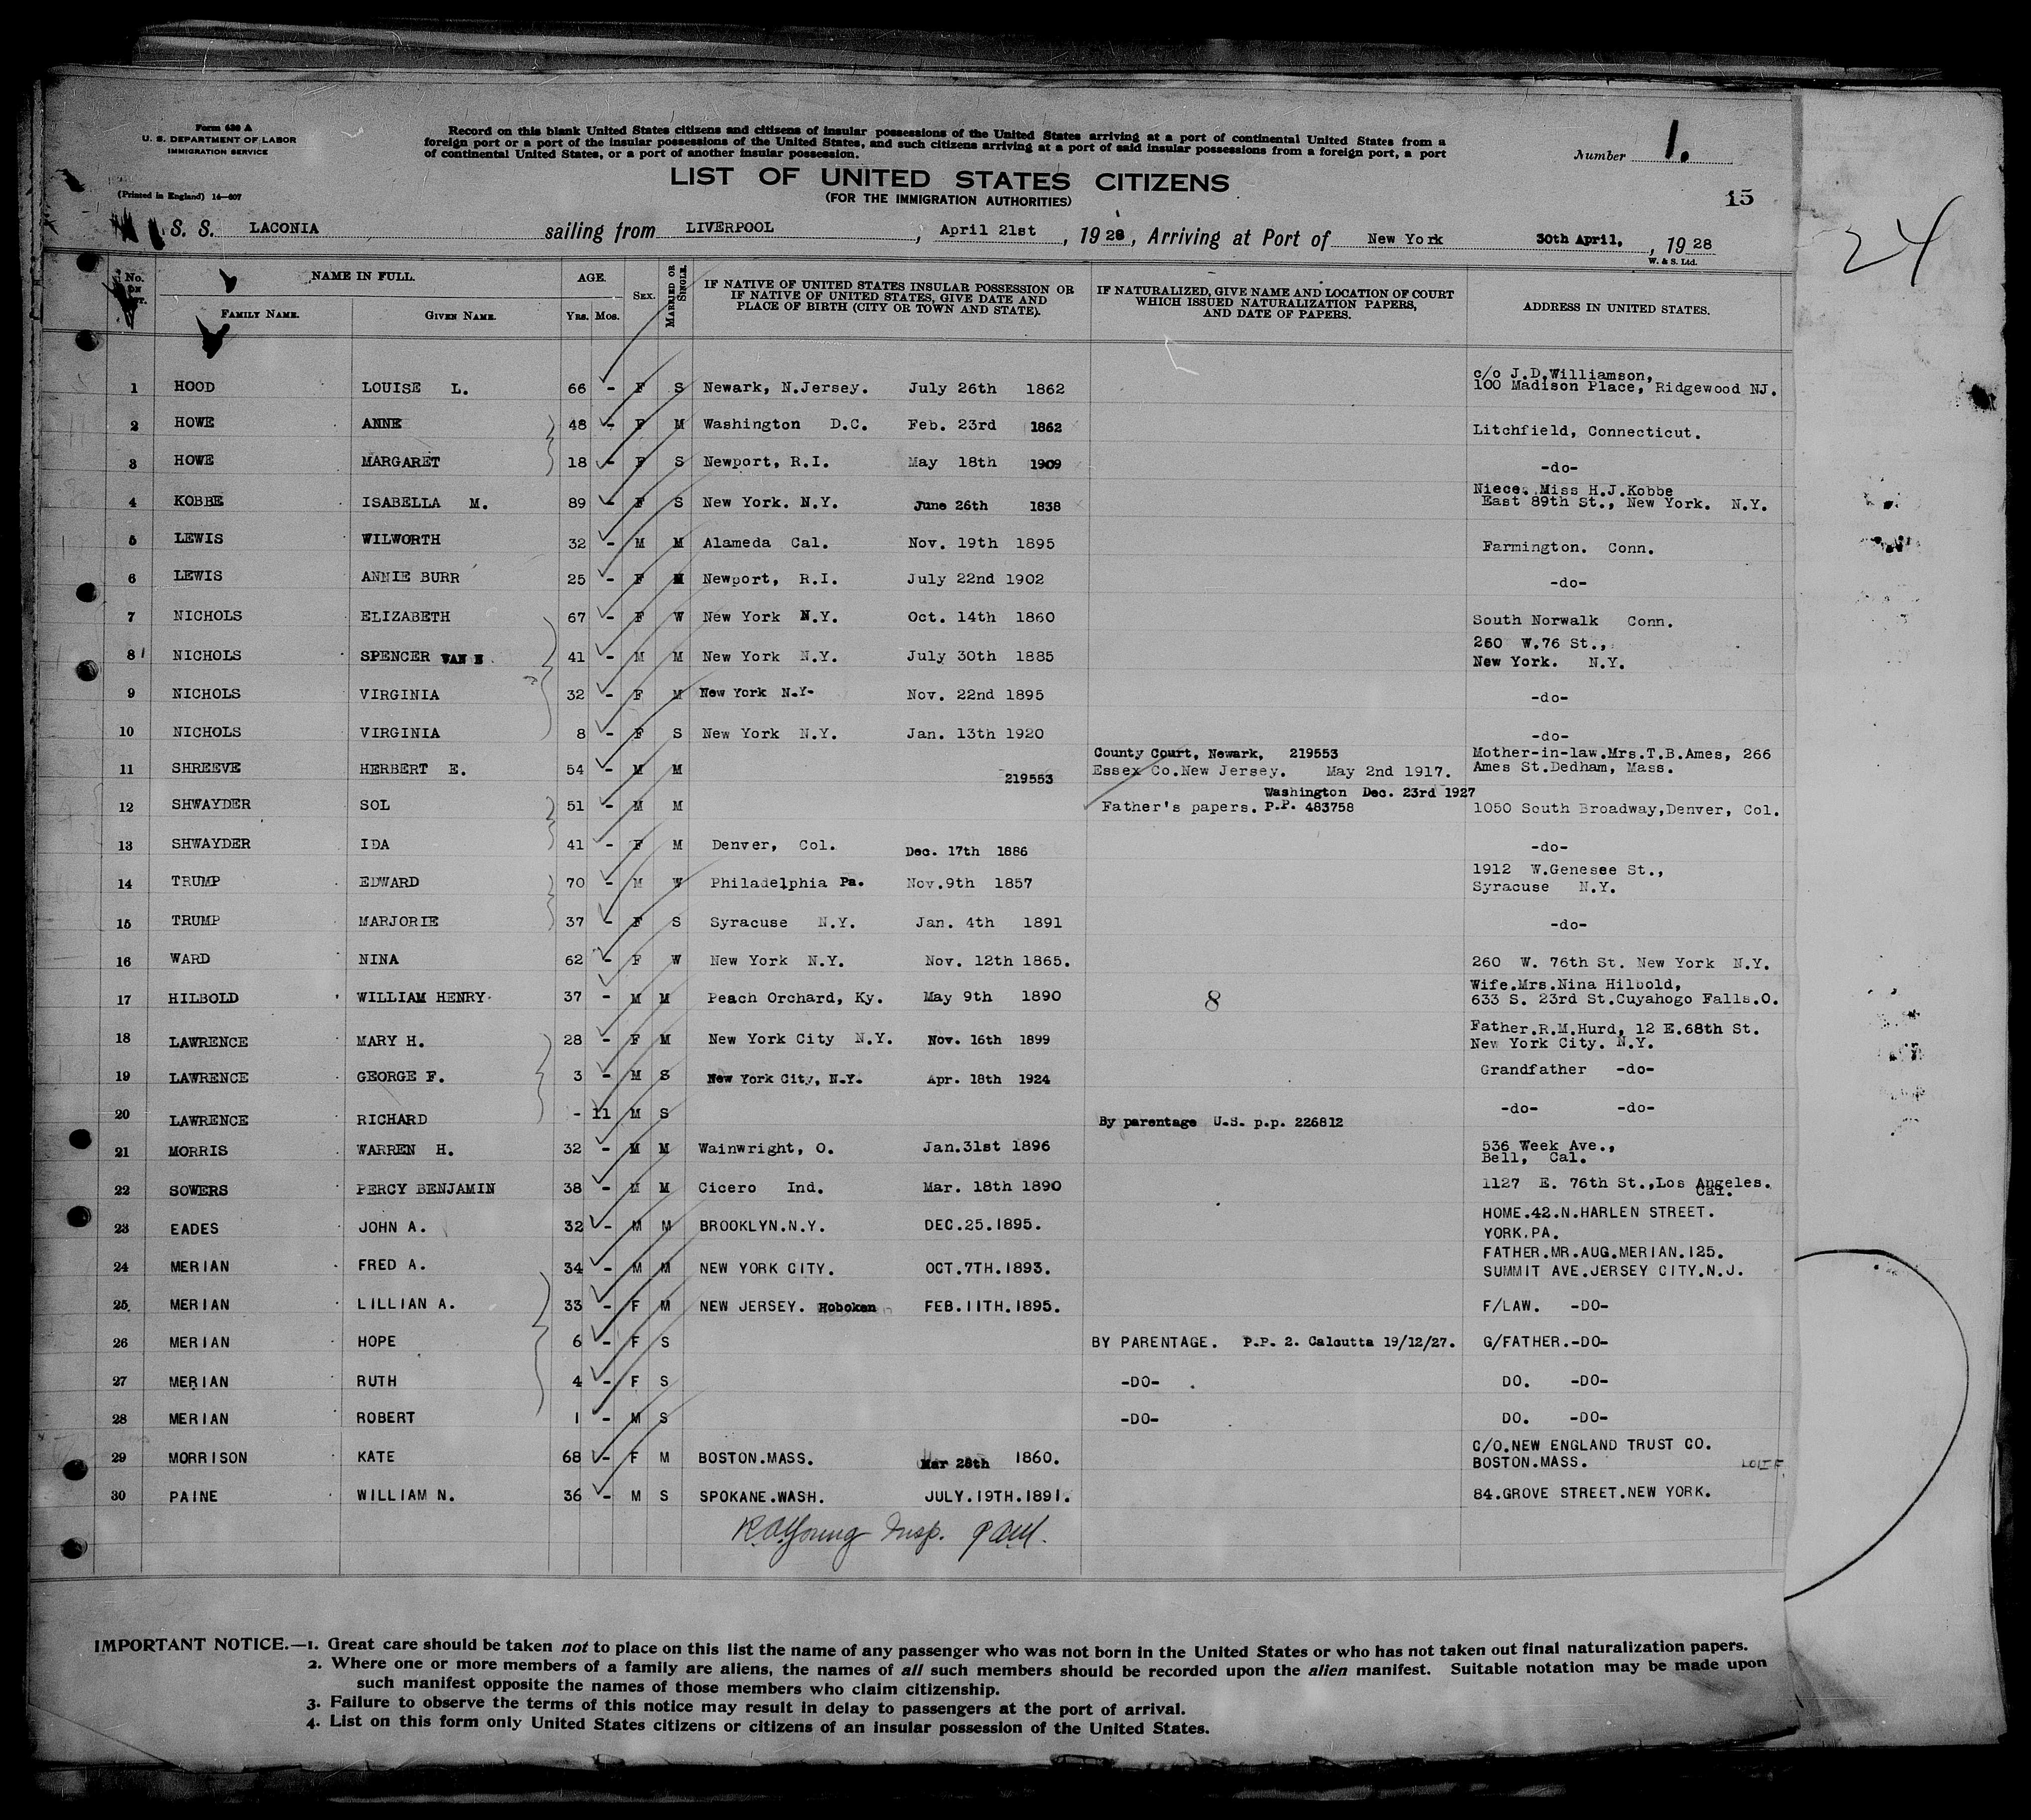 Form 630 A
U. S. DEPARTMENT OF LABOR
IMMIGRATION SERVICE
(Printed in England) 14—607
Record on this blank United States citizens and citizens of insular possessions of the United States arriving at a port of continental United States from a
foreign port or a port of the insular possessions of the United States, and such citizens arriving at a port of said insular possessions from a foreign port, a port
of continental United States, or a port of another insular possession.
Number 1.
LIST OF UNITED STATES CITIZENS
(FOR THE IMMIGRATION AUTHORITIES)
15
24
S. S. LACONIA sailing from LIVERPOOL, April 21st, 1928, Arriving at Port of New York 30th April, , 1928
W. & S. Ltd.
No. ON LIST. NAME IN FULL. FAMILY NAME. GIVEN NAME. AGE. YRS. MOS. SEX. MARRIED OR SINGLE. IF NATIVE OF UNITED STATES INSULAR POSSESSION OR IF NATIVE OF UNITED STATES, GIVE DATE AND PLACE OF BIRTH (CITY OR TOWN AND STATE). IF NATURALIZED, GIVE NAME AND LOCATION OF COURT WHICH ISSUED NATURALIZATION PAPERS, AND DATE OF PAPERS. ADDRESS IN UNITED STATES.
1 HOOD LOUISE L. 66 - F S Newark, N.Jersey. July 26th 1862 c/o J.D.Williamson, 100 Madison Place, Ridgewood NJ.
2 HOWE ANNE 48 - F M Washington D.C. Feb. 23rd 1862 Litchfield, Connecticut.
3 HOWE MARGARET 18 - F S Newport, R.I. May 18th 1909 -do-
4 KOBBE ISABELLA M. 89 - F S New York. N.Y. June 26th 1838 Niece. Miss H.J.Kobbe East 89th St., New York. N.Y.
5 LEWIS WILWORTH 32 - M M Alameda Cal. Nov. 19th 1895 Farmington. Conn.
6 LEWIS ANNIE BURR 25 - F M Newport, R.I. July 22nd 1902 -do-
7 NICHOLS ELIZABETH 67 - F W New York N.Y. Oct. 14th 1860 South Norwalk Conn.
8 NICHOLS SPENCER VAN B 41 - M M New York N.Y. July 30th 1885 260 W.76 St., New York. N.Y.
9 NICHOLS VIRGINIA 32 - F M New York N.Y. Nov. 22nd 1895 -do-
10 NICHOLS VIRGINIA 8 - F S New York N.Y. Jan. 13th 1920 -do-
11 SHREEVE HERBERT E. 54 - M M 219553 County Court, Newark, 219553 Essex Co.New Jersey. May 2nd 1917. Mother-in-law.Mrs.T.B.Ames, 266 Ames St.Dedham, Mass.
12 SHWAYDER SOL 51 - M M Father's papers. Washington Dec. 23rd 1927 P.P. 483758 1050 South Broadway,Denver, Col.
13 SHWAYDER IDA 41 - F M Denver, Col. Dec. 17th 1886 -do-
14 TRUMP EDWARD 70 - M W Philadelphia Pa. Nov.9th 1857 1912 W.Genesee St., Syracuse N.Y.
15 TRUMP MARJORIE 37 - F S Syracuse N.Y. Jan. 4th 1891 -do-
16 WARD NINA 62 - F W New York N.Y. Nov. 12th 1865. 260 W. 76th St. New York N.Y.
17 HILBOLD WILLIAM HENRY 37 - M M Peach Orchard, Ky. May 9th 1890 8 Wife.Mrs.Nina Hilbold, 633 S. 23rd St.Cuyahogo Falls.O.
18 LAWRENCE MARY H. 28 - F M New York City N.Y. Nov. 16th 1899 Father.R.M.Hurd, 12 E.68th St. New York City. N.Y.
19 LAWRENCE GEORGE F. 3 - M S New York City, N.Y. Apr. 18th 1924 Grandfather -do-
20 LAWRENCE RICHARD - 11 M S By parentage U.S. p.p. 226812 -do- -do-
21 MORRIS WARREN H. 32 - M M Wainwright, O. Jan.31st 1896 536 Week Ave., Bell, Cal.
22 SOWERS PERCY BENJAMIN 38 - M M Cicero Ind. Mar. 18th 1890 1127 E. 76th St.,Los Angeles. Cal.
23 EADES JOHN A. 32 - M M BROOKLYN.N.Y. DEC.25.1895. HOME.42.N.HARLEN STREET. YORK.PA.
24 MERIAN FRED A. 34 - M M NEW YORK CITY. OCT.7TH.1893. FATHER.MR.AUG.MERIAN.125. SUMMIT AVE.JERSEY CITY.N.J.
25 MERIAN LILLIAN A. 33 - F M NEW JERSEY. Hoboken FEB.11TH.1895. F/LAW. -DO-
26 MERIAN HOPE 6 - F S BY PARENTAGE. P.P. 2. Calcutta 19/12/27. G/FATHER.-DO-
27 MERIAN RUTH 4 - F S -DO- DO. -DO-
28 MERIAN ROBERT 1 - M S -DO- DO. -DO-
29 MORRISON KATE 68 - F M BOSTON.MASS. Mar 28th 1860. C/O.NEW ENGLAND TRUST CO. BOSTON.MASS.
30 PAINE WILLIAM N. 36 - M S SPOKANE.WASH. JULY.19TH.1891. 84.GROVE STREET.NEW YORK.
R.A.Young Insp.
IMPORTANT NOTICE.—1. Great care should be taken not to place on this list the name of any passenger who was not born in the United States or who has not taken out final naturalization papers.
2. Where one or more members of a family are aliens, the names of all such members should be recorded upon the alien manifest. Suitable notation may be made upon
such manifest opposite the names of those members who claim citizenship.
3. Failure to observe the terms of this notice may result in delay to passengers at the port of arrival.
4. List on this form only United States citizens or citizens of an insular possession of the United States.